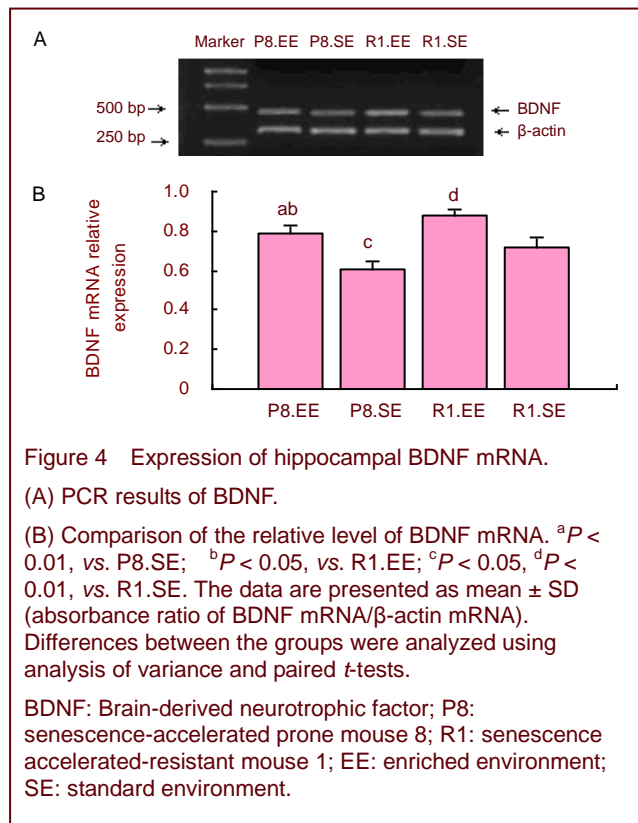 A
Marker P8.EE P8.SE R1.EE R1.SE
500 bp
BDNF
250 bp
β-actin
B
BDNF mRNA relative
expression
1.0
0.8
0.6
0.4
0.2
0
ab
c
d
P8.EE P8.SE R1.EE R1.SE
Figure 4 Expression of hippocampal BDNF mRNA.
(A) PCR results of BDNF.
(B) Comparison of the relative level of BDNF mRNA. ᵃP <
0.01, vs. P8.SE; ᵇP < 0.05, vs. R1.EE; ᶜP < 0.05, ᵈP <
0.01, vs. R1.SE. The data are presented as mean ± SD
(absorbance ratio of BDNF mRNA/β-actin mRNA).
Differences between the groups were analyzed using
analysis of variance and paired t-tests.
BDNF: Brain-derived neurotrophic factor; P8:
senescence-accelerated prone mouse 8; R1: senescence
accelerated-resistant mouse 1; EE: enriched environment;
SE: standard environment.